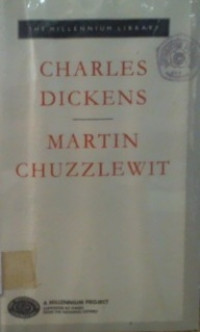 THE MILLENNIUM LIBRARY
CHARLES
DICKENS
MARTIN
CHUZZLEWIT
A MILLENNIUM PROJECT